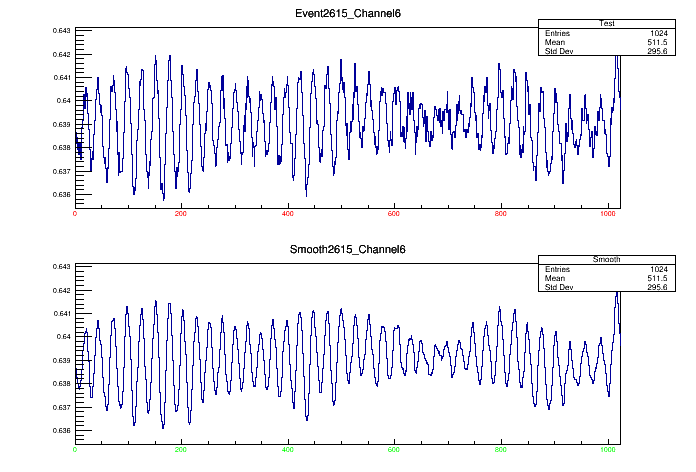 Event2615_Channel6
Test
Entries 1024
Mean 511.5
Std Dev 295.6
0.643
0.642
0.641
0.64
0.639
0.638
0.637
0.636
0 200 400 600 800 1000
Smooth2615_Channel6
Smooth
Entries 1024
Mean 511.5
Std Dev 295.6
0.643
0.642
0.641
0.64
0.639
0.638
0.637
0.636
0 200 400 600 800 1000